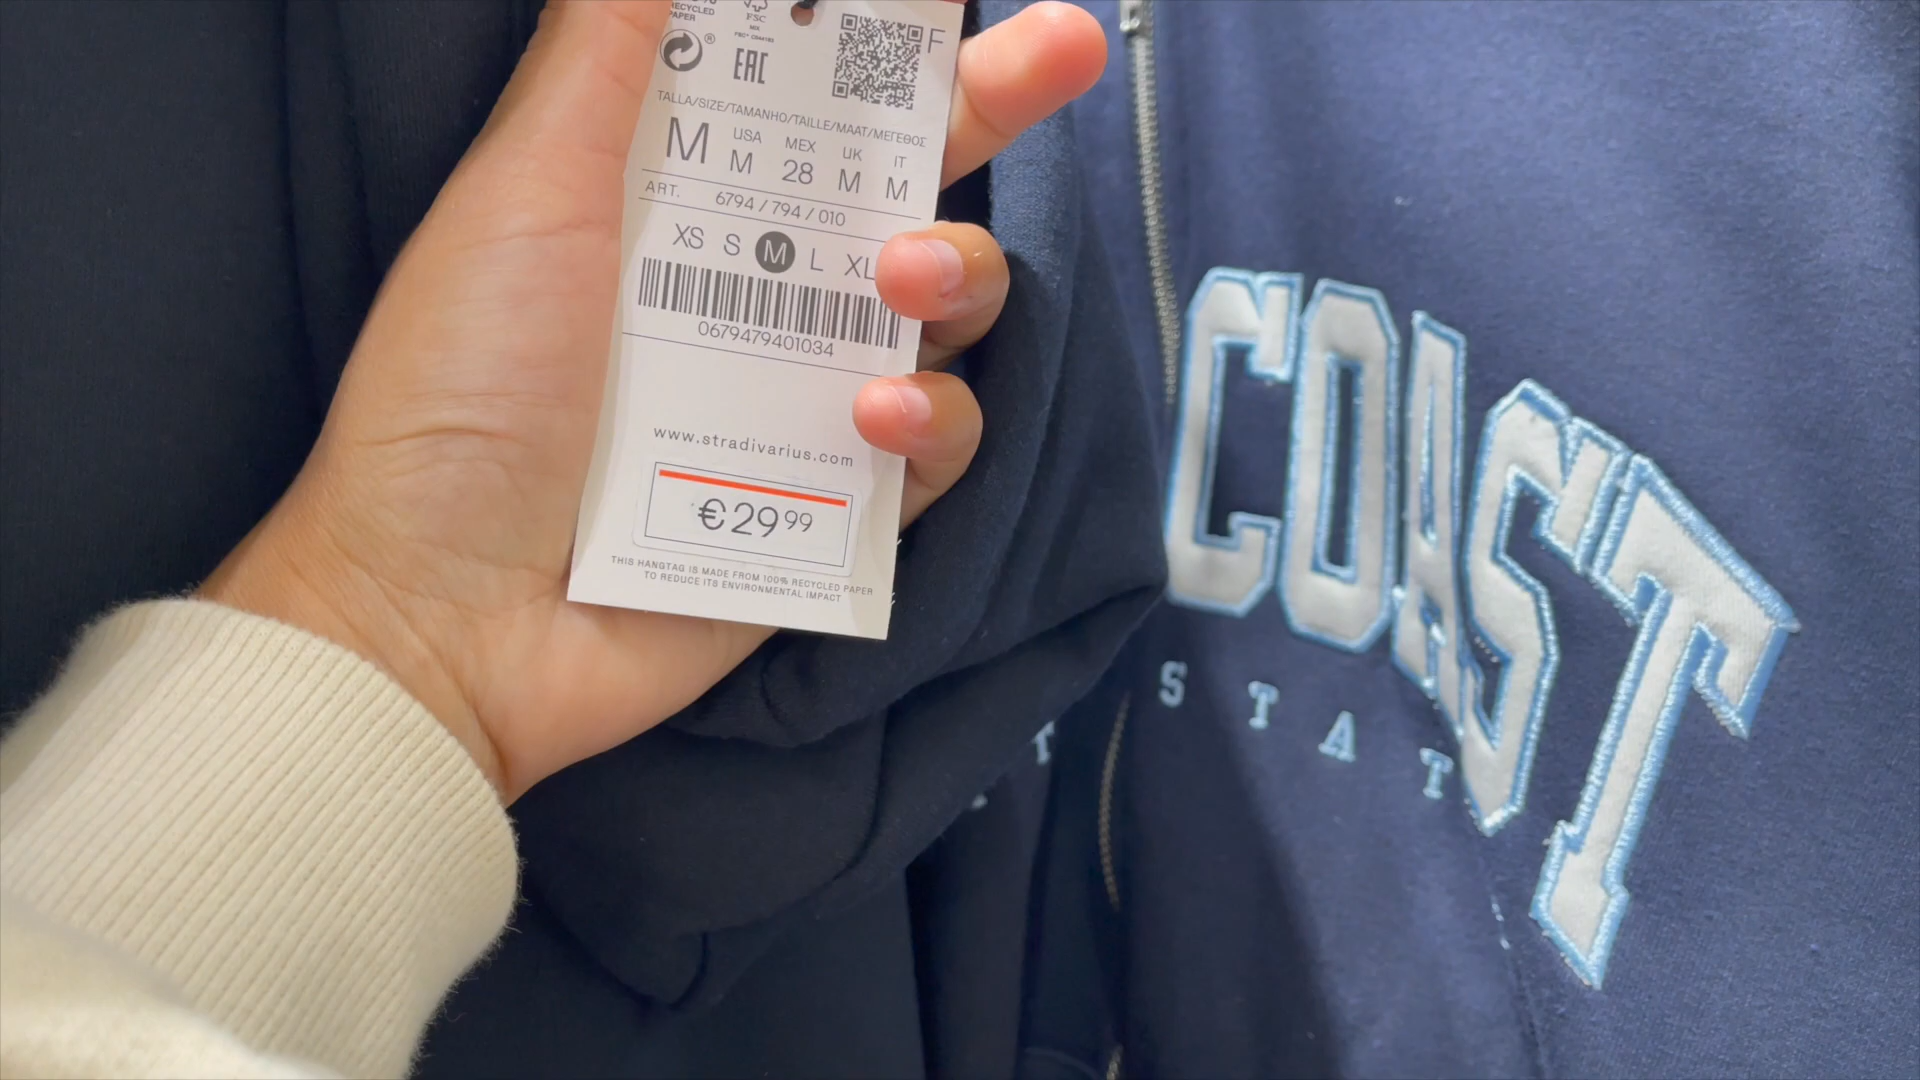 RECYCLED
PAPER
FSC
MIX
F
EAC
TALLA/SIZE/TAMANHO/TAILLE/MAAT/ΜΕΓΕΘΟΣ
M
USA MEX UK IT
M 28 M M
ART. 6794 / 794 / 010
XS S M L XL
0679479401034
www.stradivarius.com
€29 99
THIS HANGTAG IS MADE FROM 100% RECYCLED PAPER
TO REDUCE ITS ENVIRONMENTAL IMPACT
COAST
S T A T